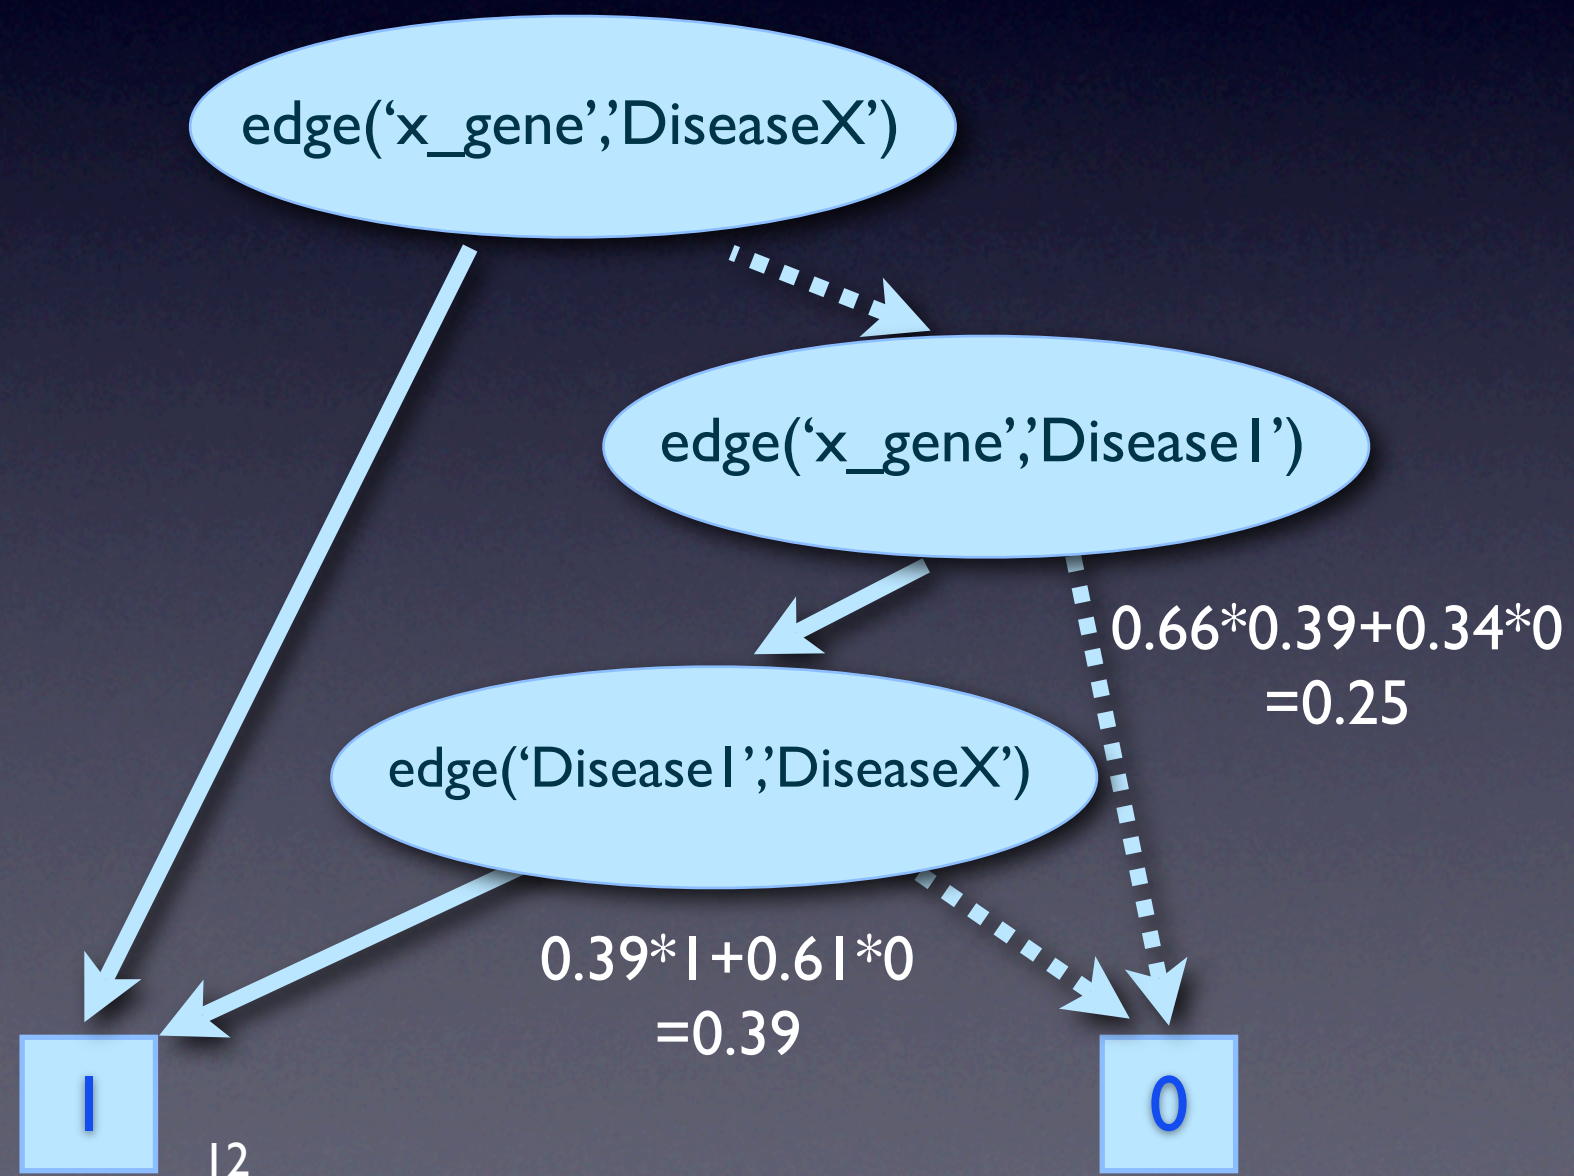 edge(‘x_gene’,’DiseaseX’)
edge(‘x_gene’,’Disease1’)
0.66*0.39+0.34*0
=0.25
edge(‘Disease1’,’DiseaseX’)
0.39*1+0.61*0
=0.39
1
0
12